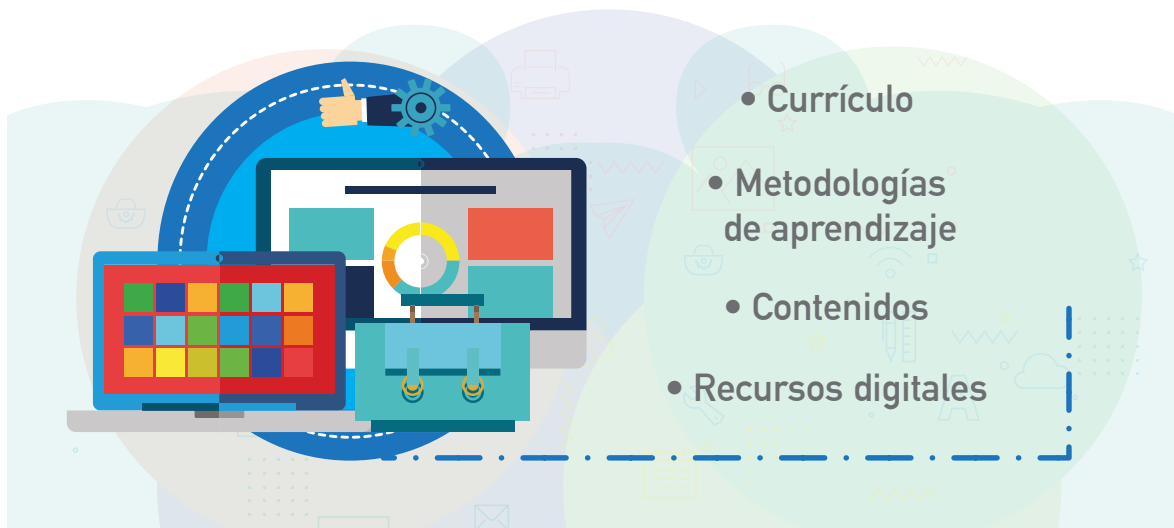 • Currículo
• Metodologías
de aprendizaje
• Contenidos
• Recursos digitales